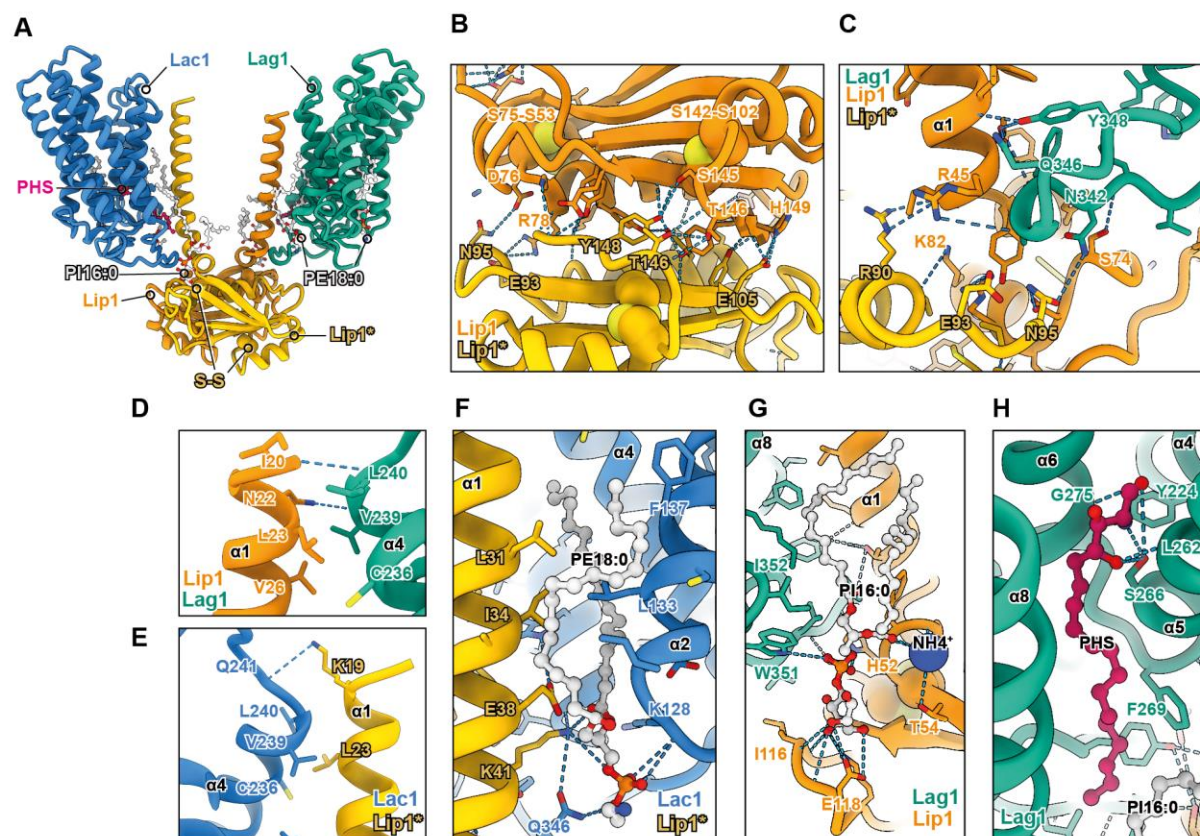 A
Lac1
Lag1
PHS
PI16:0
PE18:0
Lip1
Lip1*
S-S
B
S75-S53
S142-S102
D76
S145
R78
T146
H149
N95
Y148
E93
T146
E105
Lip1
Lip1*
C
Lag1
Lip1
Lip1*
α1
Y348
Q346
R45
N342
K82
S74
R90
E93
N95
D
I20
L240
N22
V239
L23
α1
α4
Lip1
Lag1
V26
C236
E
Q241
K19
α1
L240
V239
L23
α4
C236
Lac1
Lip1*
F
α4
α1
F137
L31
PE18:0
L133
I34
α2
E38
K128
K41
Q346
Lac1
Lip1*
G
α8
α1
I352
PI16:0
NH4+
H52
W351
T54
I116
E118
Lag1
Lip1
H
α6
α4
G275
Y224
L262
α8
S266
α5
PHS
F269
Lag1
PI16:0